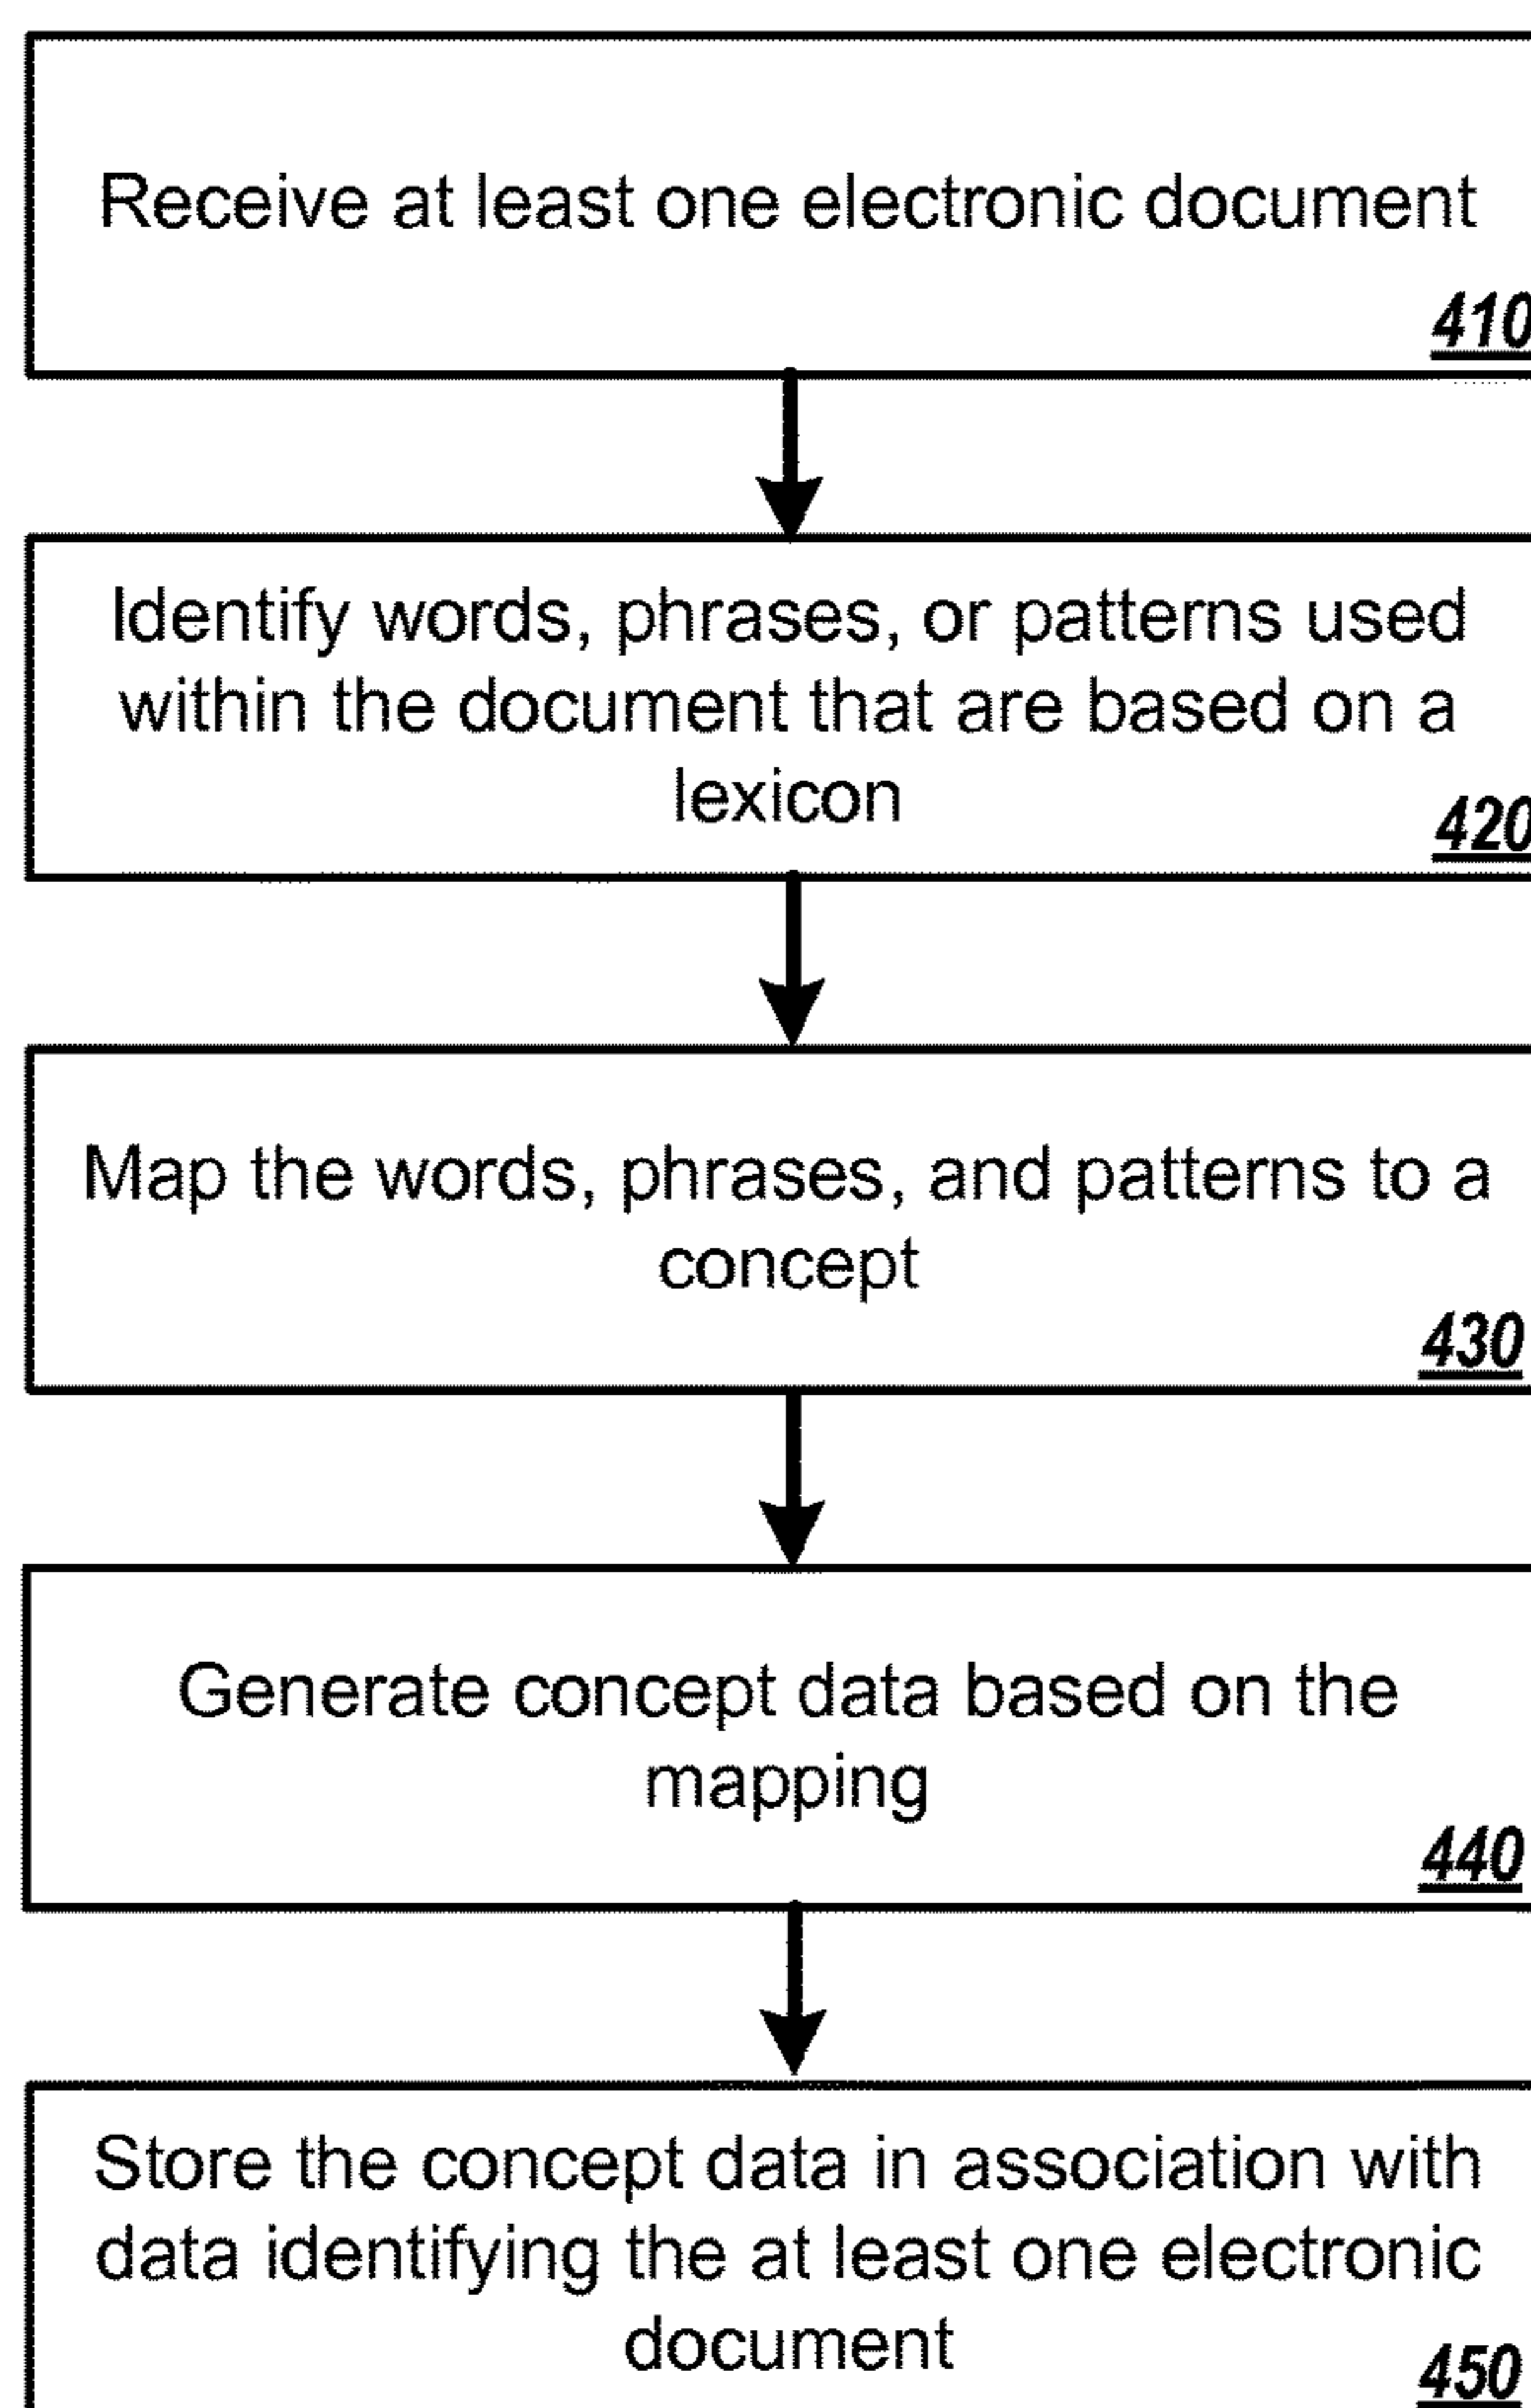 Receive at least one electronic document
410
Identify words, phrases, or patterns used
within the document that are based on a
lexicon
420
Map the words, phrases, and patterns to a
concept
430
Generate concept data based on the
mapping
440
Store the concept data in association with
data identifying the at least one electronic
document
450